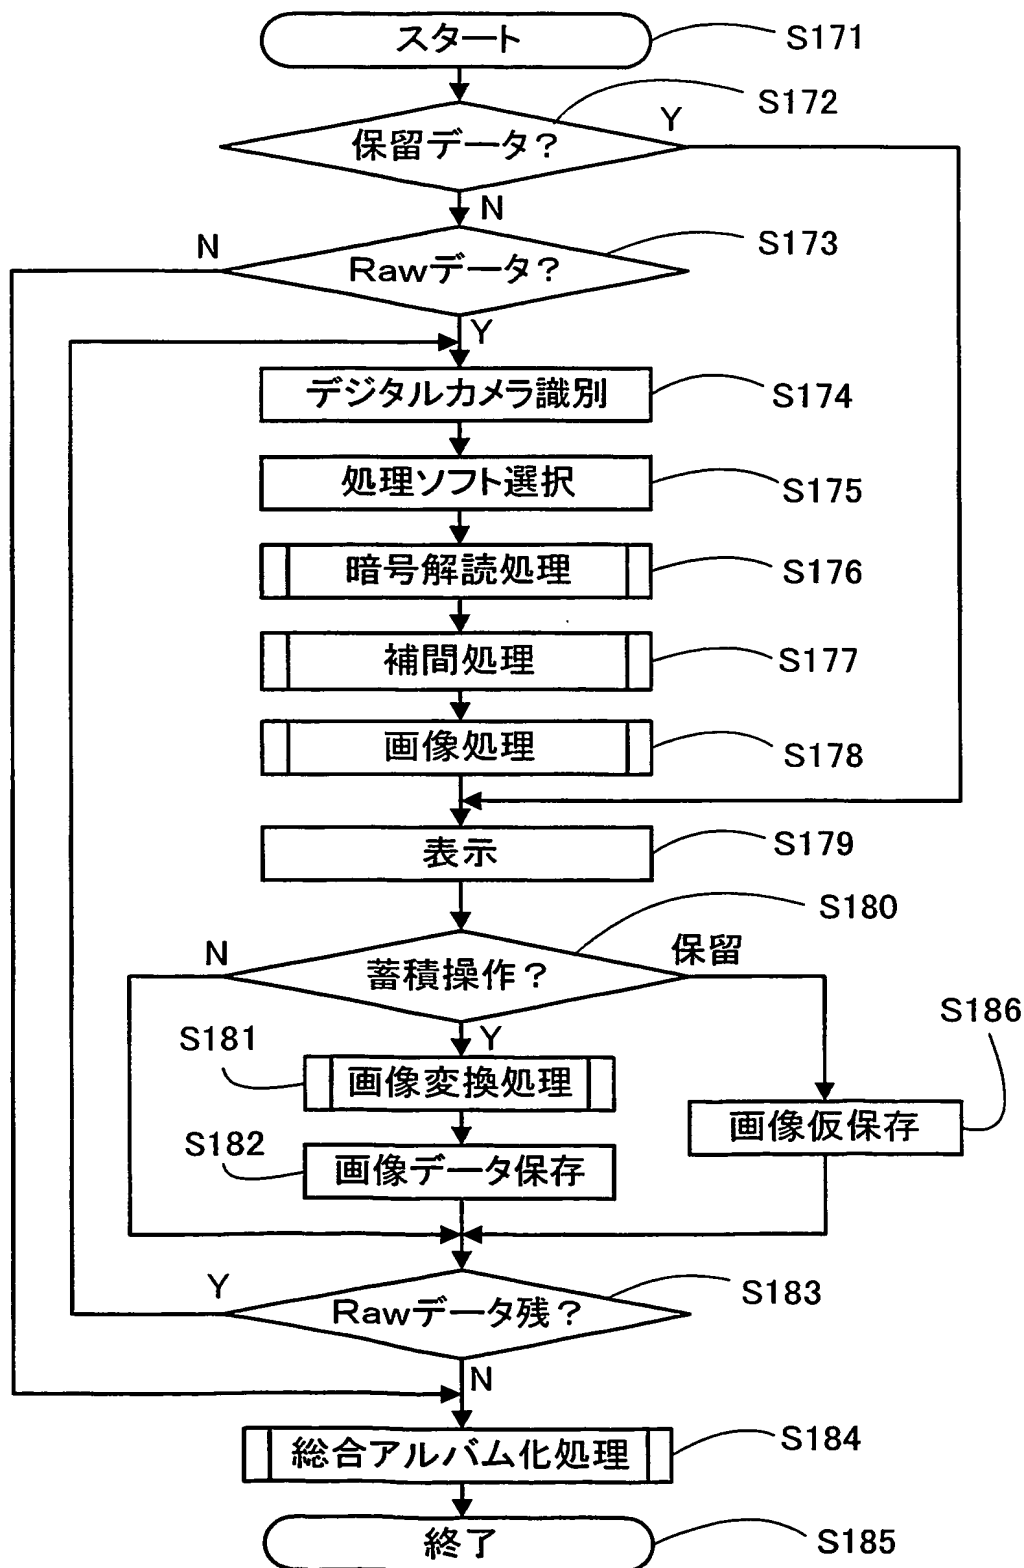 スタート
S171
S172
Y
保留データ?
N
S173
N
Rawデータ?
Y
デジタルカメラ識別
S174
処理ソフト選択
S175
暗号解読処理
S176
補間処理
S177
画像処理
S178
表示
S179
S180
N
保留
蓄積操作?
Y
S181
画像変換処理
S186
画像仮保存
S182
画像データ保存
Y
S183
Rawデータ残?
N
総合アルバム化処理
S184
終了
S185